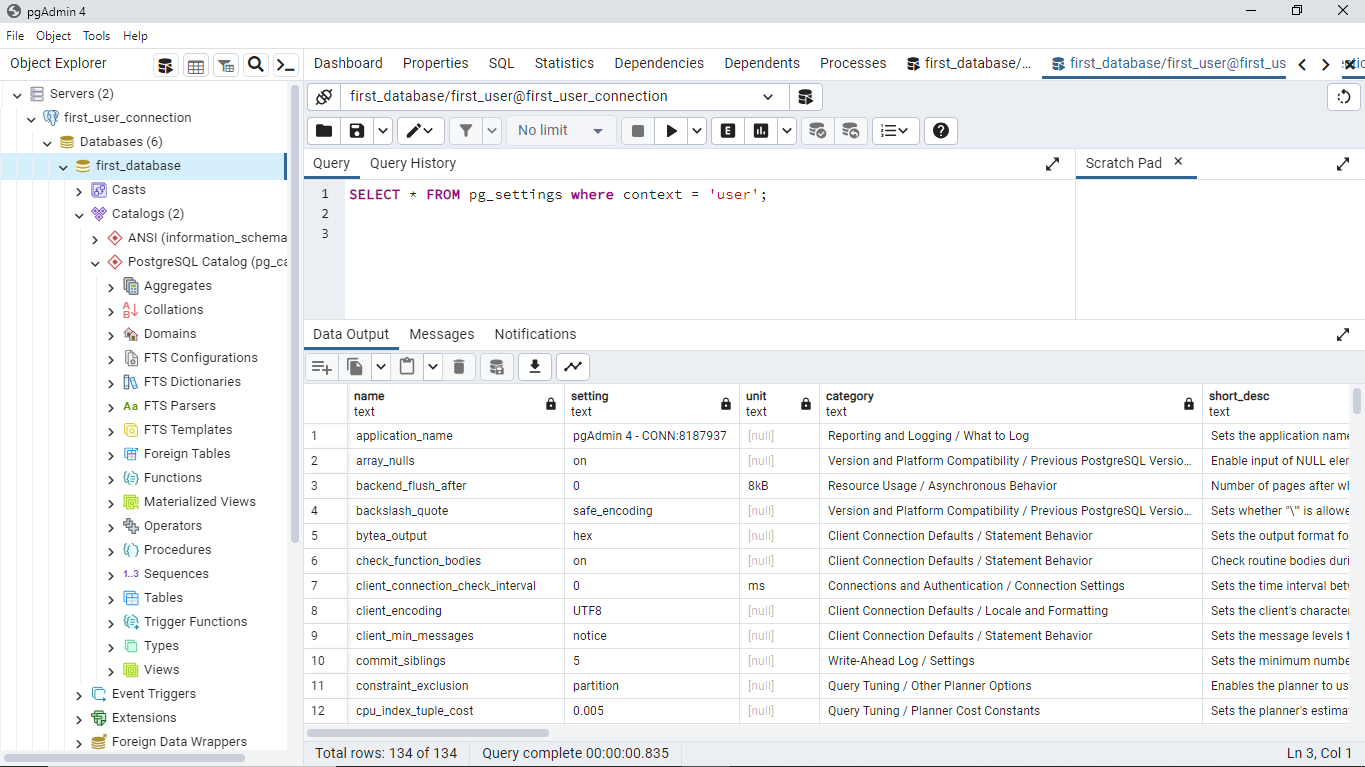 pgAdmin 4
File Object Tools Help
Object Explorer
Dashboard Properties SQL Statistics Dependencies Dependents Processes first_database/... first_database/first_user@first_us
Servers (2)
first_user_connection
Databases (6)
first_database
Casts
Catalogs (2)
ANSI (information_schema
PostgreSQL Catalog (pg_ca
Aggregates
Collations
Domains
FTS Configurations
FTS Dictionaries
Aa FTS Parsers
FTS Templates
Foreign Tables
Functions
Materialized Views
Operators
Procedures
1..3 Sequences
Tables
Trigger Functions
Types
Views
Event Triggers
Extensions
Foreign Data Wrappers
first_database/first_user@first_user_connection
No limit
E
Query Query History
Scratch Pad
1 SELECT * FROM pg_settings where context = 'user';
2
3
Data Output Messages Notifications
name setting unit category short_desc
text text text text text
1 application_name pgAdmin 4 - CONN:8187937 [null] Reporting and Logging / What to Log Sets the application name
2 array_nulls on [null] Version and Platform Compatibility / Previous PostgreSQL Versio... Enable input of NULL elem
3 backend_flush_after 0 8kB Resource Usage / Asynchronous Behavior Number of pages after wh
4 backslash_quote safe_encoding [null] Version and Platform Compatibility / Previous PostgreSQL Versio... Sets whether "\" is allowe
5 bytea_output hex [null] Client Connection Defaults / Statement Behavior Sets the output format fo
6 check_function_bodies on [null] Client Connection Defaults / Statement Behavior Check routine bodies duri
7 client_connection_check_interval 0 ms Connections and Authentication / Connection Settings Sets the time interval bet
8 client_encoding UTF8 [null] Client Connection Defaults / Locale and Formatting Sets the client's character
9 client_min_messages notice [null] Client Connection Defaults / Statement Behavior Sets the message levels t
10 commit_siblings 5 [null] Write-Ahead Log / Settings Sets the minimum numbe
11 constraint_exclusion partition [null] Query Tuning / Other Planner Options Enables the planner to us
12 cpu_index_tuple_cost 0.005 [null] Query Tuning / Planner Cost Constants Sets the planner's estima
Total rows: 134 of 134 Query complete 00:00:00.835 Ln 3, Col 1